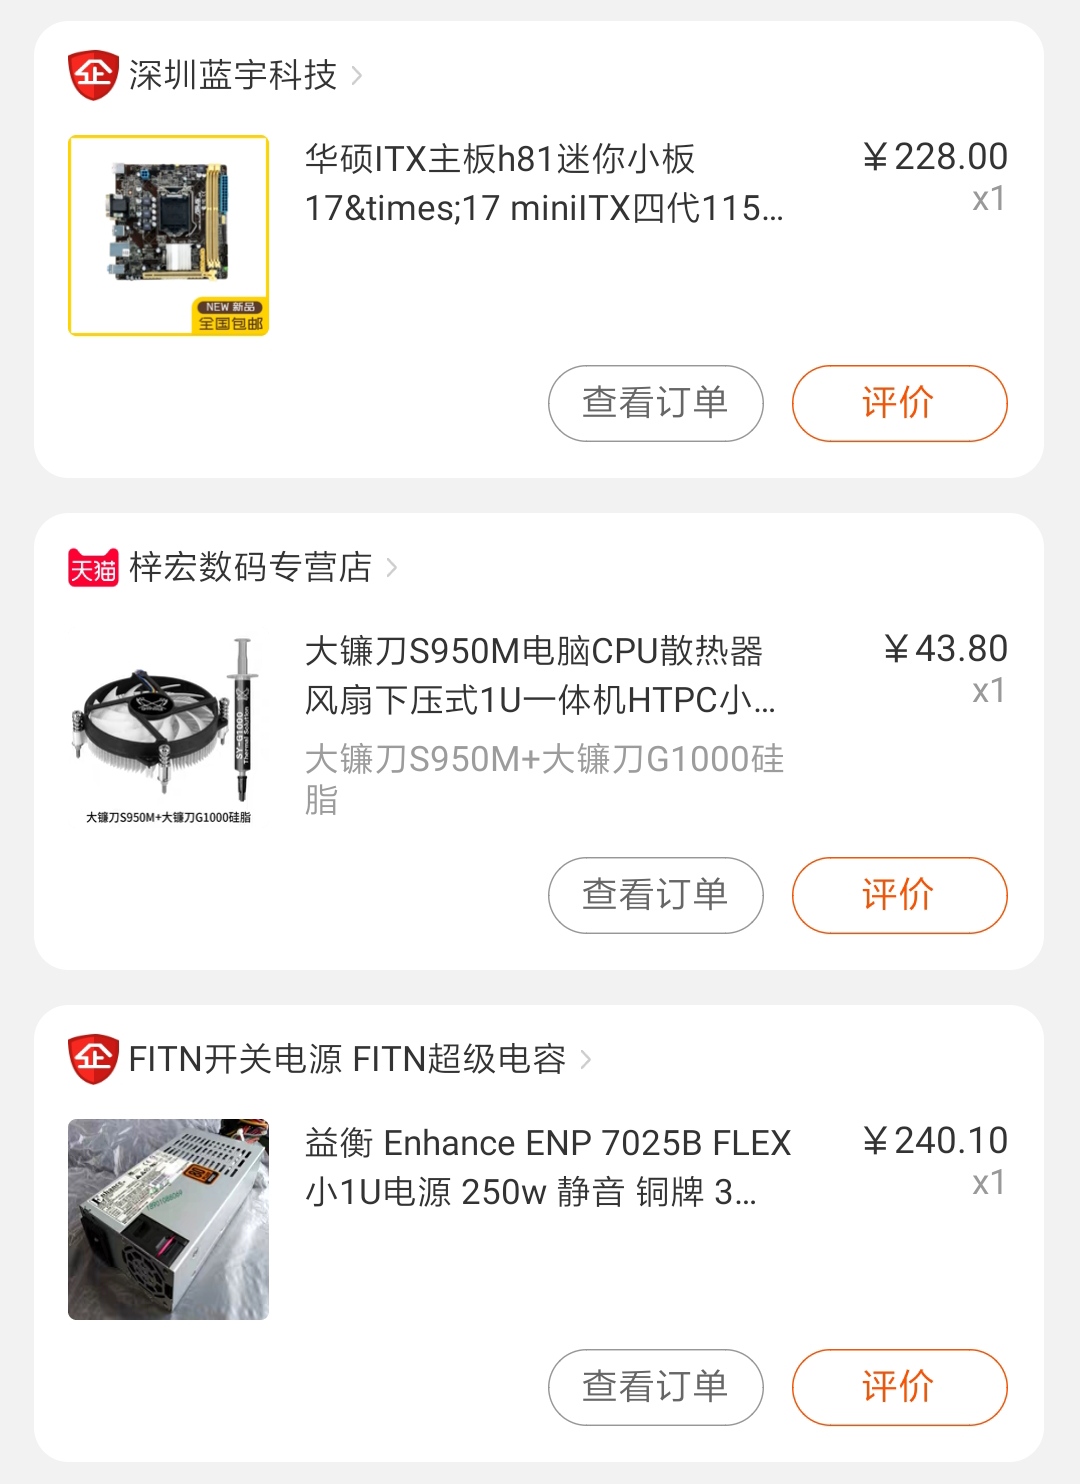 企 深圳蓝宇科技
华硕ITX主板h81迷你小板
17&times;17 miniITX四代115...
￥228.00
x1
NEW 新品
全国包邮
查看订单
评价
天猫 梓宏数码专营店
大镰刀S950M电脑CPU散热器
风扇下压式1U一体机HTPC小...
￥43.80
x1
大镰刀S950M+大镰刀G1000硅
脂
SY-G1000
Thermal Solution
大镰刀S950M+大镰刀G1000硅脂
查看订单
评价
企 FITN开关电源 FITN超级电容
益衡 Enhance ENP 7025B FLEX
小1U电源 250w 静音 铜牌 3...
￥240.10
x1
Enhance
查看订单
评价